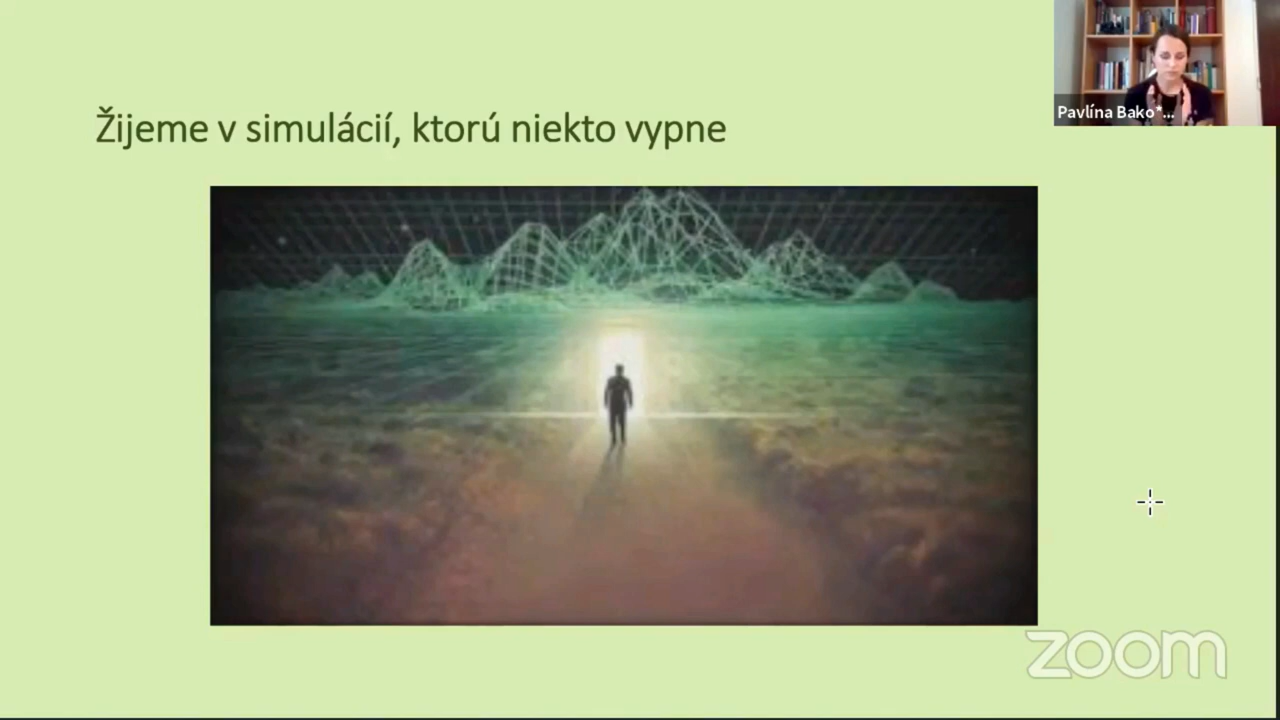 Žijeme v simulácií, ktorú niekto vypne
Pavlína Bako*...
zoom